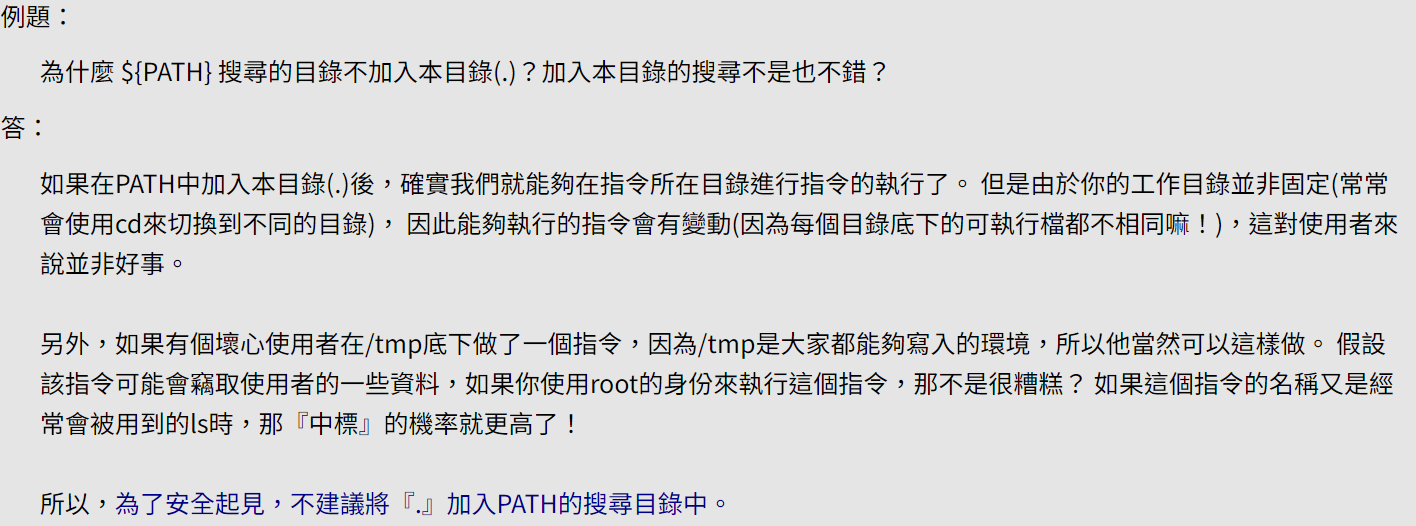 例題：
為什麼 ${PATH} 搜尋的目錄不加入本目錄(.)？加入本目錄的搜尋不是也不錯？
答：
如果在PATH中加入本目錄(.)後，確實我們就能夠在指令所在目錄進行指令的執行了。 但是由於你的工作目錄並非固定(常常
會使用cd來切換到不同的目錄)， 因此能夠執行的指令會有變動(因為每個目錄底下的可執行檔都不相同嘛！)，這對使用者來
說並非好事。
另外，如果有個壞心使用者在/tmp底下做了一個指令，因為/tmp是大家都能夠寫入的環境，所以他當然可以這樣做。 假設
該指令可能會竊取使用者的一些資料，如果你使用root的身份來執行這個指令，那不是很糟糕？ 如果這個指令的名稱又是經
常會被用到的ls時，那『中標』的機率就更高了！
所以，為了安全起見，不建議將『.』加入PATH的搜尋目錄中。